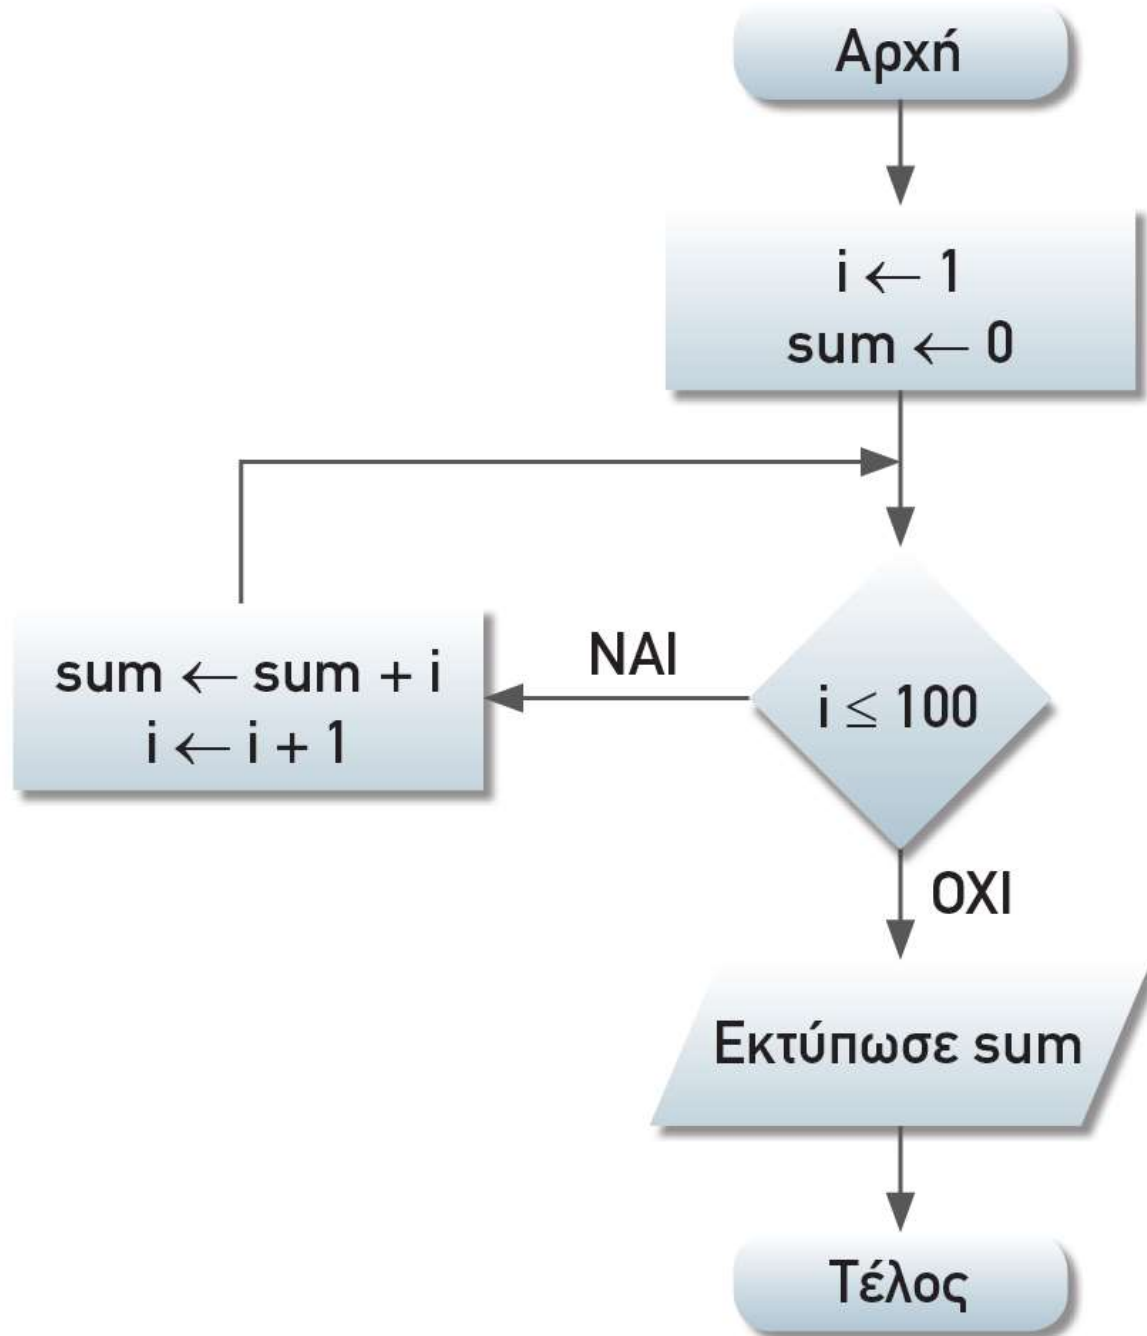 Αρχή
i ← 1
sum ← 0
i ≤ 100
ΝΑΙ
sum ← sum + i
i ← i + 1
ΟΧΙ
Εκτύπωσε sum
Τέλος